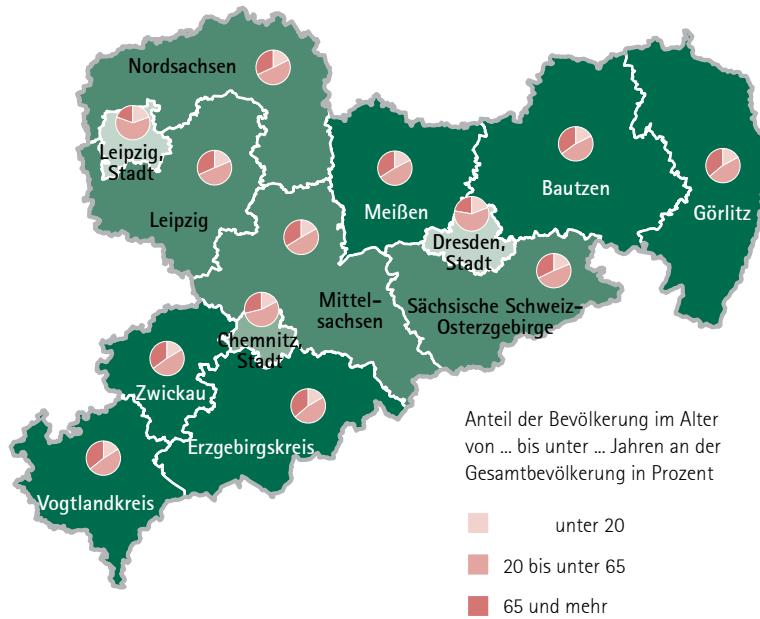 Nordsachsen
Leipzig,
Stadt
Leipzig
Meißen
Bautzen
Görlitz
Dresden,
Stadt
Mittel-
sachsen
Sächsische Schweiz-
Osterzgebirge
Chemnitz,
Stadt
Zwickau
Erzgebirgskreis
Vogtlandkreis
Anteil der Bevölkerung im Alter
von ... bis unter ... Jahren an der
Gesamtbevölkerung in Prozent
unter 20
20 bis unter 65
65 und mehr